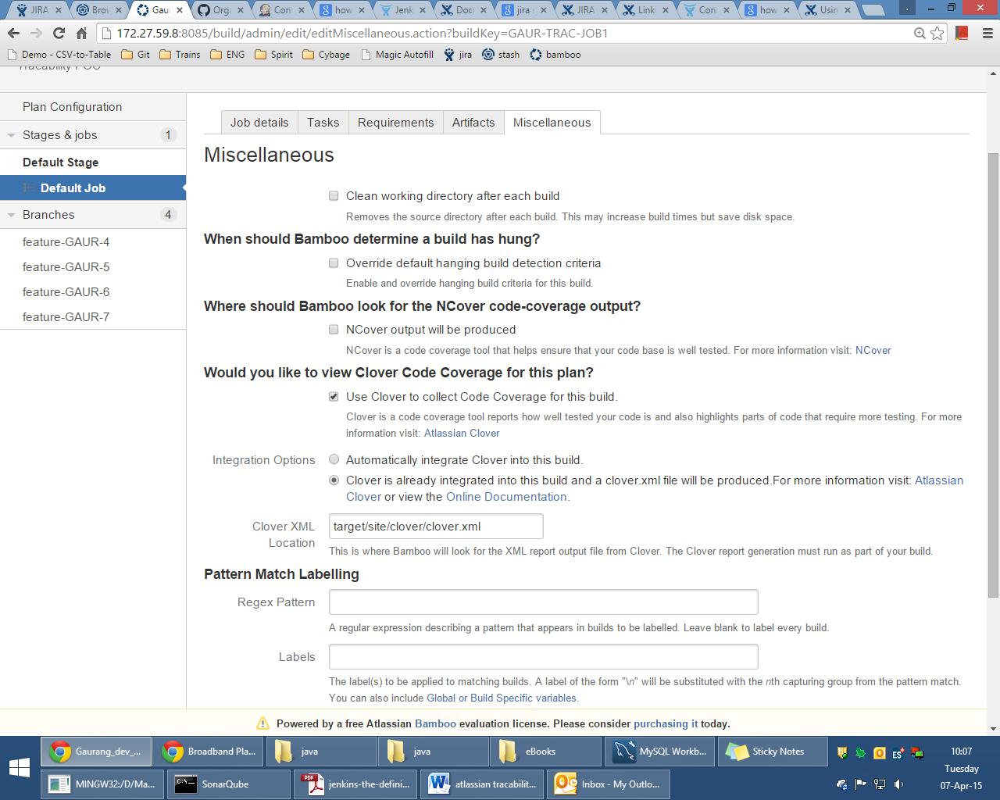 JIRA
Brow
Gaur
Orga
Conf
how
Jenk
Docu
jira s
JIRA
Linki
Conn
how
Usin
172.27.59.8:8085/build/admin/edit/editMiscellaneous.action?buildKey=GAUR-TRAC-JOB1
Demo - CSV-to-Table Git Trains ENG Spirit Cybage Magic Autofill jira stash bamboo
Tracability POC
Plan Configuration
Stages & jobs 1
Default Stage
Default Job
Branches 4
feature-GAUR-4
feature-GAUR-5
feature-GAUR-6
feature-GAUR-7
Job details Tasks Requirements Artifacts Miscellaneous
Miscellaneous
Clean working directory after each build
Removes the source directory after each build. This may increase build times but save disk space.
When should Bamboo determine a build has hung?
Override default hanging build detection criteria
Enable and override hanging build criteria for this build.
Where should Bamboo look for the NCover code-coverage output?
NCover output will be produced
NCover is a code coverage tool that helps ensure that your code base is well tested. For more information visit: NCover
Would you like to view Clover Code Coverage for this plan?
Use Clover to collect Code Coverage for this build.
Clover is a code coverage tool reports how well tested your code is and also highlights parts of code that require more testing. For more
information visit: Atlassian Clover
Integration Options
Automatically integrate Clover into this build.
Clover is already integrated into this build and a clover.xml file will be produced.For more information visit: Atlassian
Clover or view the Online Documentation.
Clover XML
Location
target/site/clover/clover.xml
This is where Bamboo will look for the XML report output file from Clover. The Clover report generation must run as part of your build.
Pattern Match Labelling
Regex Pattern
A regular expression describing a pattern that appears in builds to be labelled. Leave blank to label every build.
Labels
The label(s) to be applied to matching builds. A label of the form "\n" will be substituted with the nth capturing group from the pattern match.
You can also include Global or Build Specific variables.
Powered by a free Atlassian Bamboo evaluation license. Please consider purchasing it today.
Gaurang_dev_... Broadband Pla... java java eBooks MySQL Workb... Sticky Notes
MINGW32:/D/Ma... SonarQube jenkins-the-defini... atlassian tracabilit... Inbox - My Outlo...
10:07
Tuesday
07-Apr-15